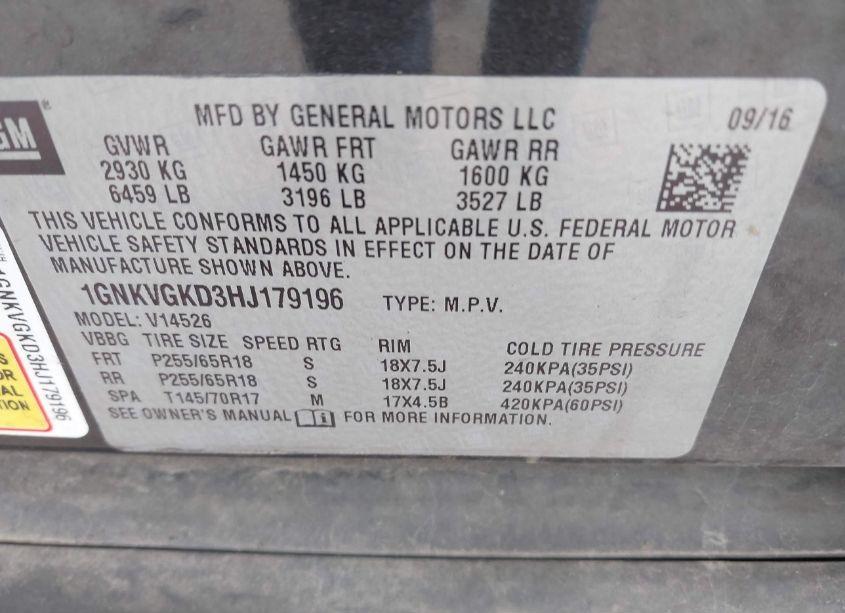 GM
MFD BY GENERAL MOTORS LLC 09/16
GVWR GAWR FRT GAWR RR
2930 KG 1450 KG 1600 KG
6459 LB 3196 LB 3527 LB
THIS VEHICLE CONFORMS TO ALL APPLICABLE U.S. FEDERAL MOTOR
VEHICLE SAFETY STANDARDS IN EFFECT ON THE DATE OF
MANUFACTURE SHOWN ABOVE.
1GNKVGKD3HJ179196 TYPE: M.P.V.
MODEL: V14526
VBBG TIRE SIZE SPEED RTG RIM COLD TIRE PRESSURE
FRT P255/65R18 S 18X7.5J 240KPA(35PSI)
RR P255/65R18 S 18X7.5J 240KPA(35PSI)
SPA T145/70R17 M 17X4.5B 420KPA(60PSI)
SEE OWNER'S MANUAL FOR MORE INFORMATION.
1GNKVGKD3HJ179196